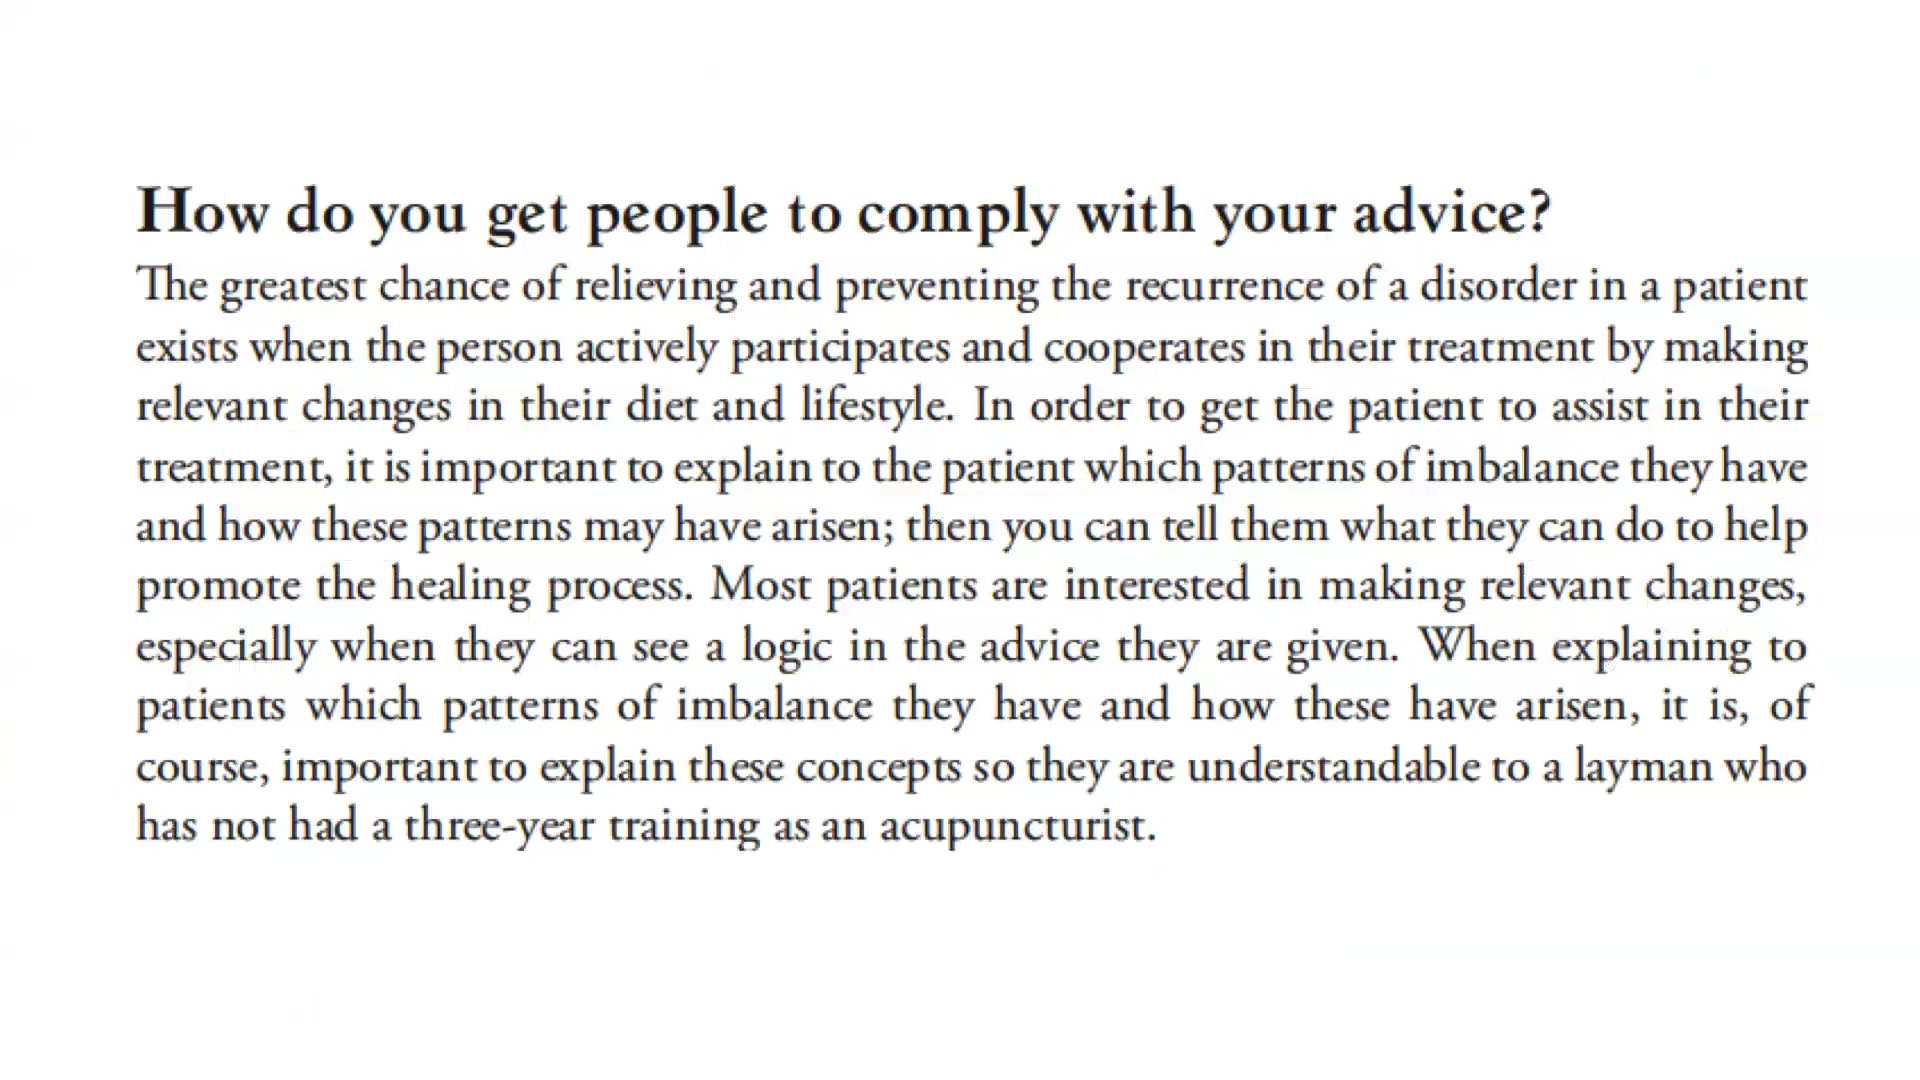 How do you get people to comply with your advice?
The greatest chance of relieving and preventing the recurrence of a disorder in a patient
exists when the person actively participates and cooperates in their treatment by making
relevant changes in their diet and lifestyle. In order to get the patient to assist in their
treatment, it is important to explain to the patient which patterns of imbalance they have
and how these patterns may have arisen; then you can tell them what they can do to help
promote the healing process. Most patients are interested in making relevant changes,
especially when they can see a logic in the advice they are given. When explaining to
patients which patterns of imbalance they have and how these have arisen, it is, of
course, important to explain these concepts so they are understandable to a layman who
has not had a three-year training as an acupuncturist.